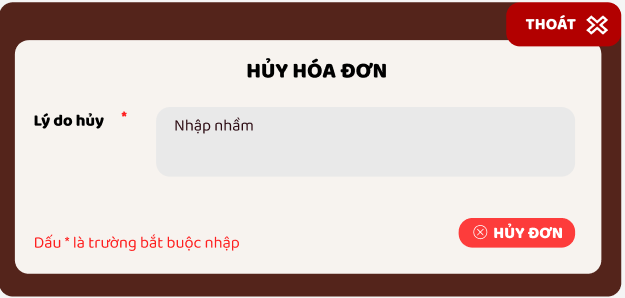 THOÁT
HỦY HÓA ĐƠN
Lý do hủy *
Nhập nhầm
Dấu * là trường bắt buộc nhập
HỦY ĐƠN